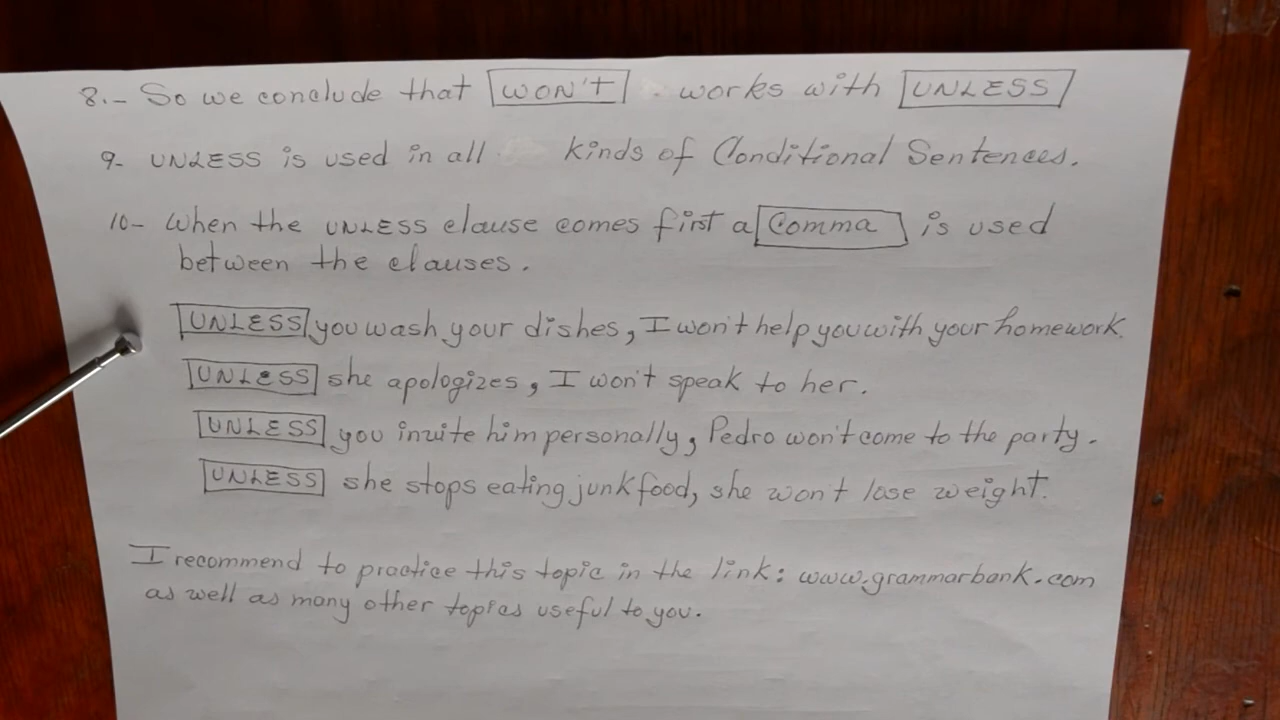 8.- So we conclude that WON'T works with UNLESS
9- UNLESS is used in all kinds of Conditional Sentences.
10- When the UNLESS clause comes first a Comma is used
between the clauses.
UNLESS you wash your dishes, I won't help you with your homework.
UNLESS she apologizes, I won't speak to her.
UNLESS you invite him personally, Pedro won't come to the party.
UNLESS she stops eating junk food, she won't lose weight.
I recommend to practice this topic in the link: www.grammarbank.com
as well as many other topics useful to you.